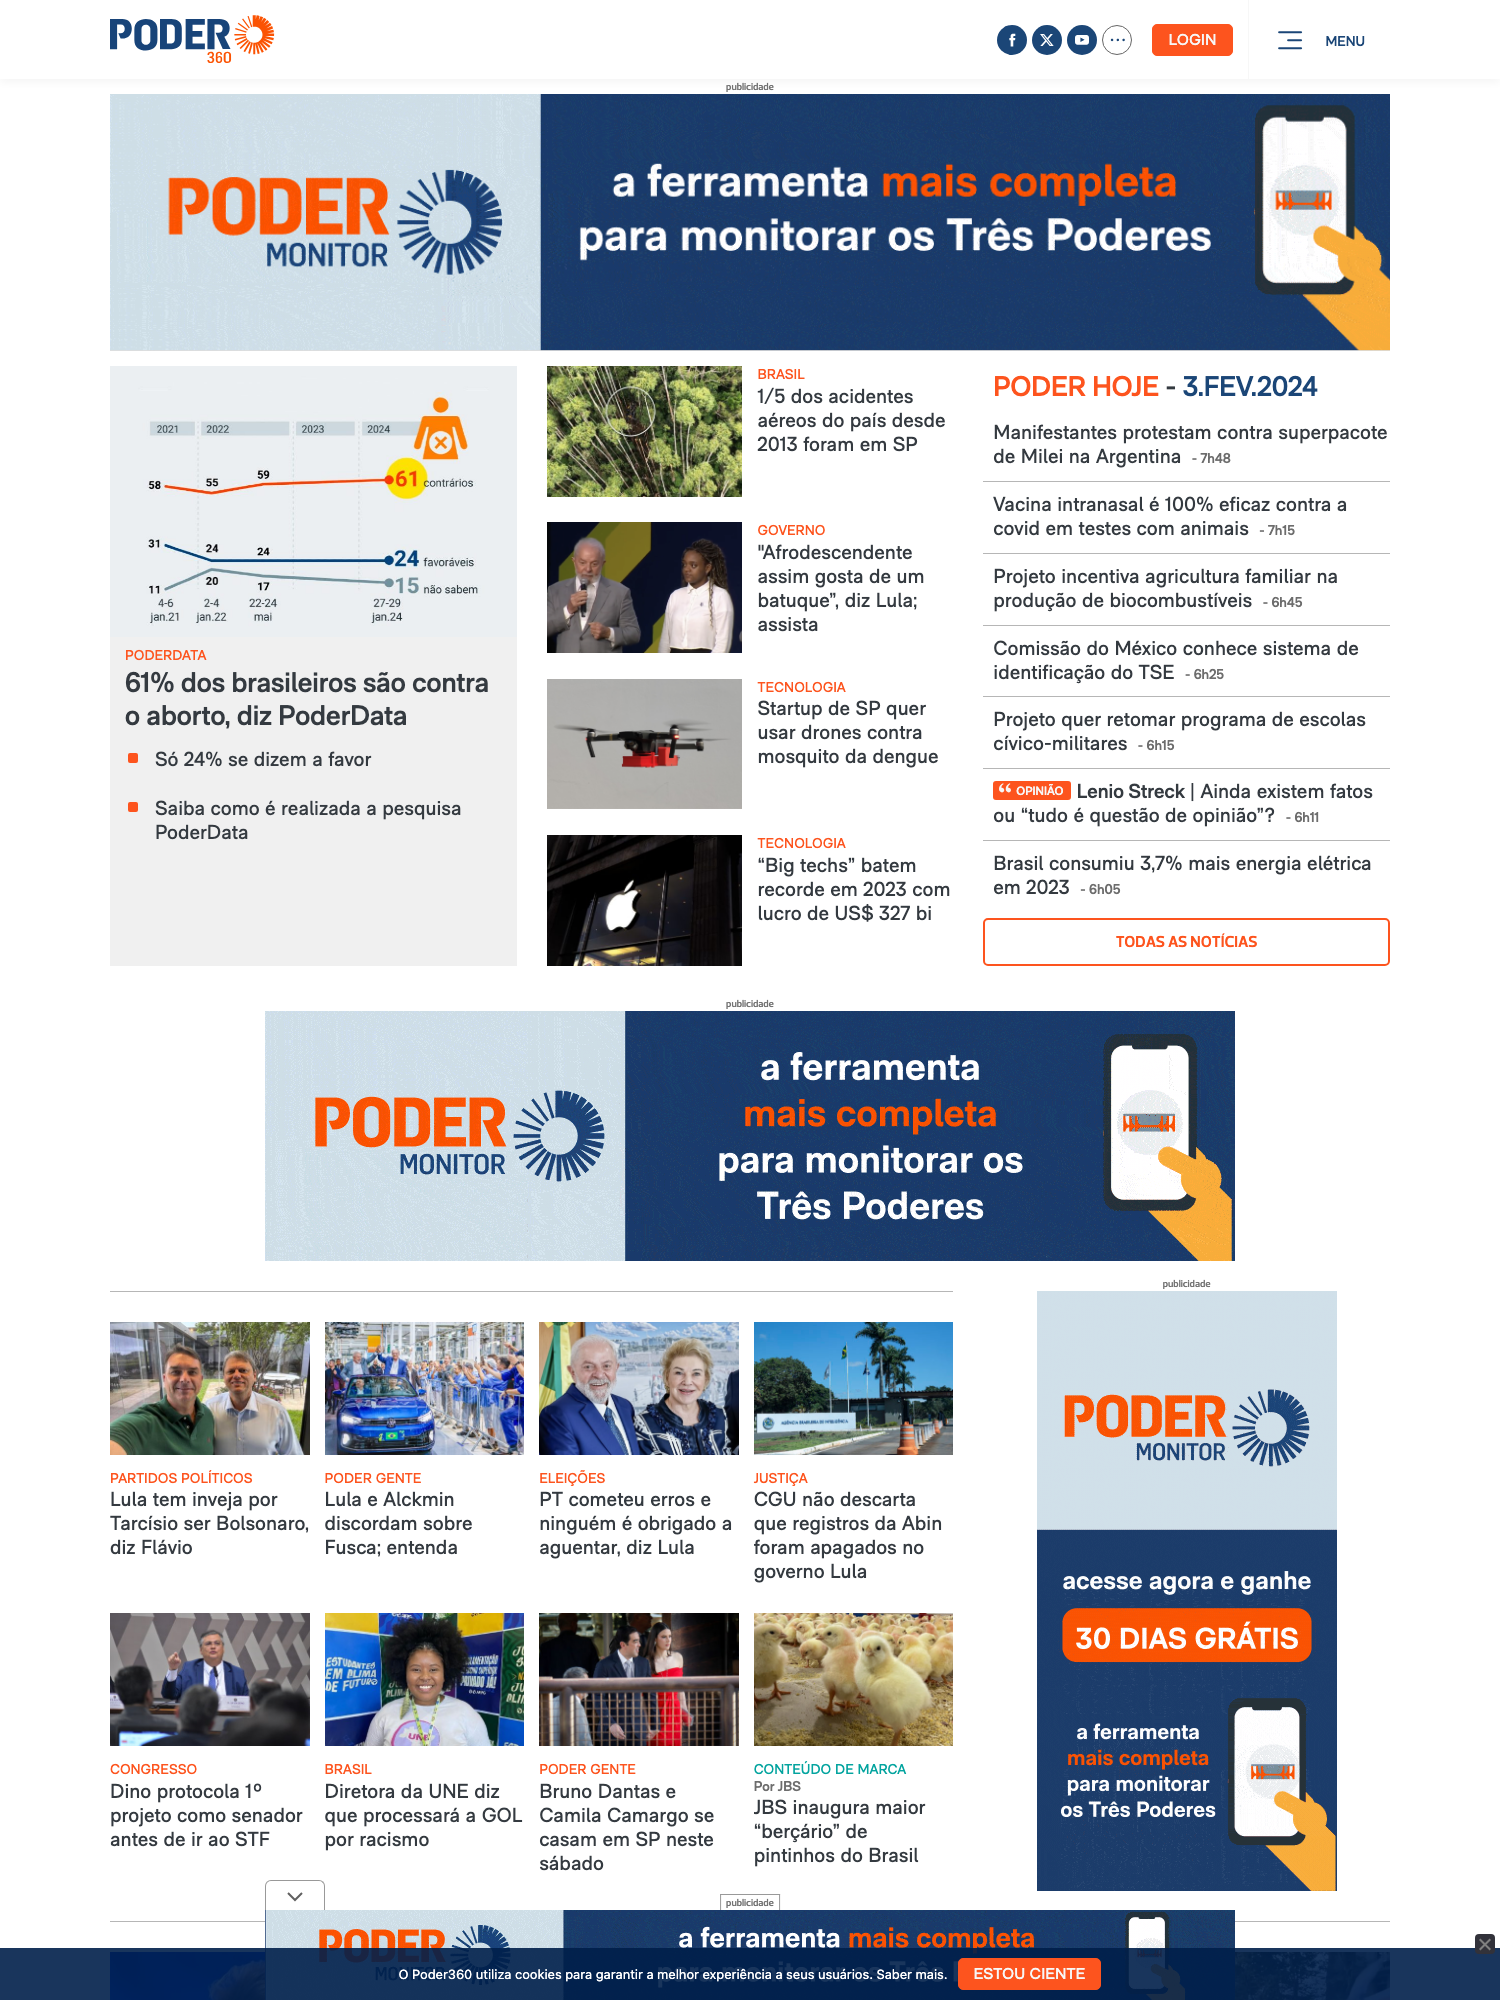 PODER
360
LOGIN
MENU
publicidade
PODER
MONITOR
a ferramenta mais completa
para monitorar os Três Poderes
2021
2022
2023
2024
58
55
59
61 contrários
31
24
24
24 favoráveis
11
20
17
15 não sabem
4-6
jan.21
2-4
jan.22
22-24
mai
27-29
jan.24
PODERDATA
61% dos brasileiros são contra
o aborto, diz PoderData
Só 24% se dizem a favor
Saiba como é realizada a pesquisa
PoderData
BRASIL
1/5 dos acidentes
aéreos do país desde
2013 foram em SP
GOVERNO
"Afrodescendente
assim gosta de um
batuque”, diz Lula;
assista
TECNOLOGIA
Startup de SP quer
usar drones contra
mosquito da dengue
TECNOLOGIA
“Big techs” batem
recorde em 2023 com
lucro de US$ 327 bi
PODER HOJE - 3.FEV.2024
Manifestantes protestam contra superpacote
de Milei na Argentina - 7h48
Vacina intranasal é 100% eficaz contra a
covid em testes com animais - 7h15
Projeto incentiva agricultura familiar na
produção de biocombustíveis - 6h45
Comissão do México conhece sistema de
identificação do TSE - 6h25
Projeto quer retomar programa de escolas
cívico-militares - 6h15
“ OPINIÃO Lenio Streck | Ainda existem fatos
ou “tudo é questão de opinião”? - 6h11
Brasil consumiu 3,7% mais energia elétrica
em 2023 - 6h05
TODAS AS NOTÍCIAS
publicidade
PODER
MONITOR
a ferramenta
mais completa
para monitorar os
Três Poderes
publicidade
PODER
MONITOR
acesse agora e ganhe
30 DIAS GRÁTIS
a ferramenta
mais completa
para monitorar
os Três Poderes
PARTIDOS POLÍTICOS
Lula tem inveja por
Tarcísio ser Bolsonaro,
diz Flávio
PODER GENTE
Lula e Alckmin
discordam sobre
Fusca; entenda
ELEIÇÕES
PT cometeu erros e
ninguém é obrigado a
aguentar, diz Lula
AGÊNCIA BRASILEIRA DE INTELIGÊNCIA
JUSTIÇA
CGU não descarta
que registros da Abin
foram apagados no
governo Lula
CONGRESSO
Dino protocola 1º
projeto como senador
antes de ir ao STF
ESTUDANTES
EM
DE FUTURO
UNE
BRASIL
Diretora da UNE diz
que processará a GOL
por racismo
PODER GENTE
Bruno Dantas e
Camila Camargo se
casam em SP neste
sábado
CONTEÚDO DE MARCA
Por JBS
JBS inaugura maior
“berçário” de
pintinhos do Brasil
publicidade
PODER
a ferramenta mais completa
O Poder360 utiliza cookies para garantir a melhor experiência a seus usuários. Saber mais.
ESTOU CIENTE